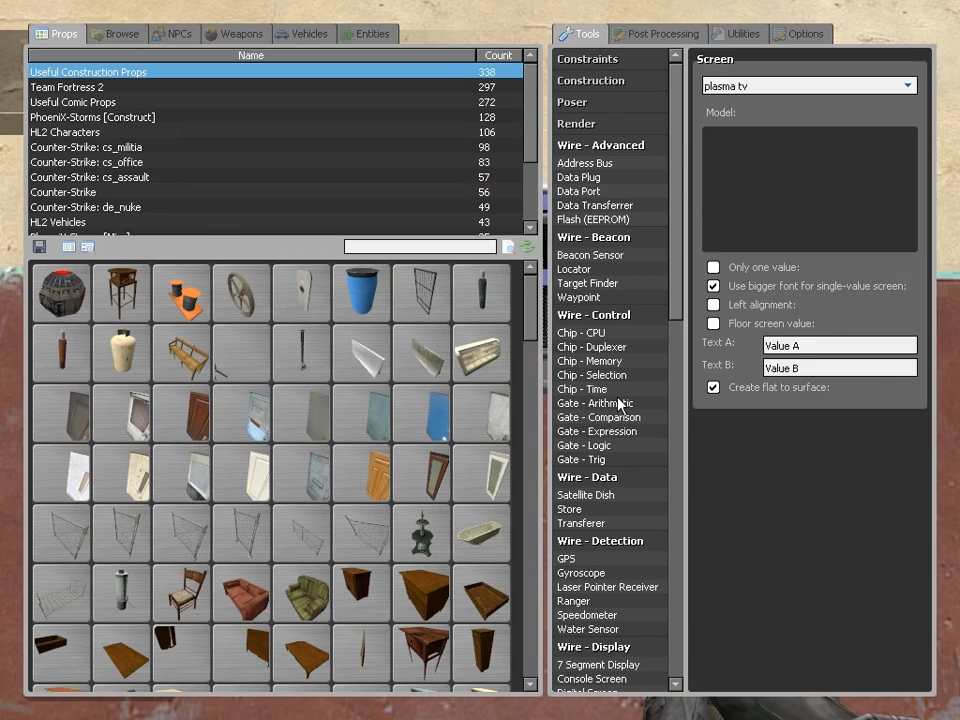 Props Browse NPCs Weapons Vehicles Entities
Name Count
Useful Construction Props 338
Team Fortress 2 297
Useful Comic Props 272
PhoeniX-Storms [Construct] 128
HL2 Characters 106
Counter-Strike: cs_militia 98
Counter-Strike: cs_office 83
Counter-Strike: cs_assault 57
Counter-Strike 56
Counter-Strike: de_nuke 49
HL2 Vehicles 43
Tools Post Processing Utilities Options
Constraints
Construction
Poser
Render
Wire - Advanced
Address Bus
Data Plug
Data Port
Data Transferrer
Flash (EEPROM)
Wire - Beacon
Beacon Sensor
Locator
Target Finder
Waypoint
Wire - Control
Chip - CPU
Chip - Duplexer
Chip - Memory
Chip - Selection
Chip - Time
Gate - Arithmetic
Gate - Comparison
Gate - Expression
Gate - Logic
Gate - Trig
Wire - Data
Satellite Dish
Store
Transferer
Wire - Detection
GPS
Gyroscope
Laser Pointer Receiver
Ranger
Speedometer
Water Sensor
Wire - Display
7 Segment Display
Console Screen
Digital Screen
Screen
plasma tv
Model:
Only one value:
Use bigger font for single-value screen:
Left alignment:
Floor screen value:
Text A: Value A
Text B: Value B
Create flat to surface: